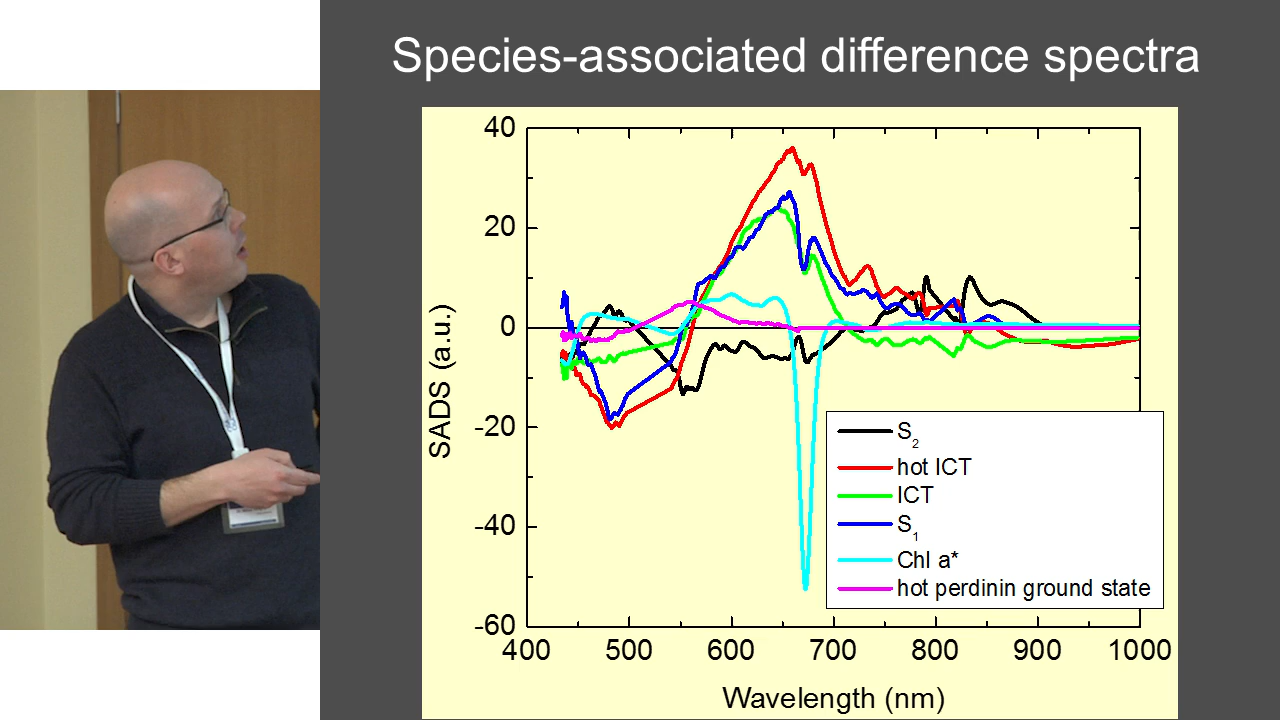 Species-associated difference spectra
40
20
0
-20
-40
-60
SADS (a.u.)
400 500 600 700 800 900 1000
Wavelength (nm)
S2
hot ICT
ICT
S1
Chl a*
hot perdinin ground state